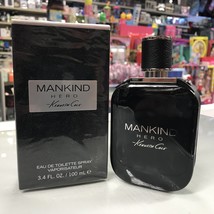 MANKIND
HERO
Kenneth Cole
EAU DE TOILETTE SPRAY
VAPORISATEUR
3.4 FL. OZ. / 100 mL ℮
MANKIND
HERO
Kenneth Cole